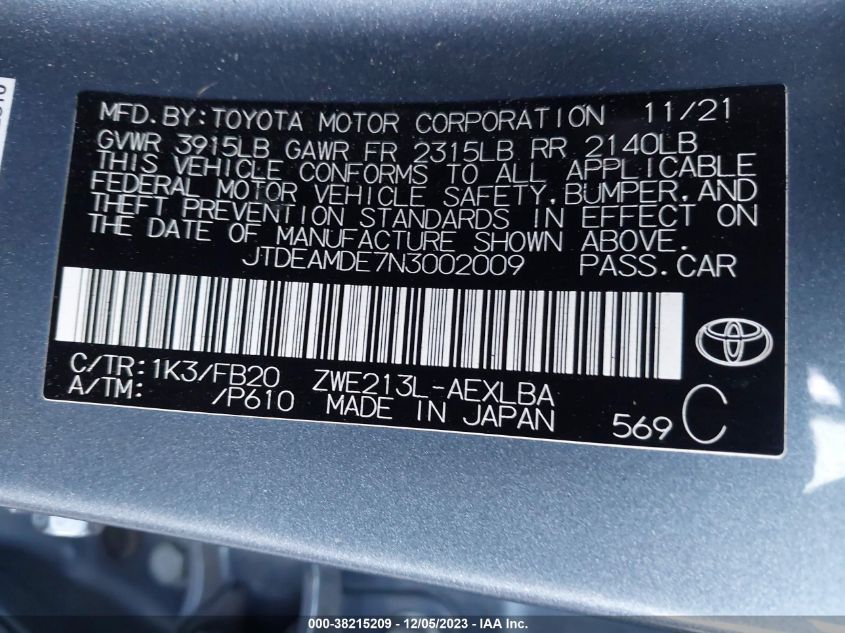 MFD. BY: TOYOTA MOTOR CORPORATION 11/21
GVWR 3915LB GAWR FR 2315LB RR 2140LB
THIS VEHICLE CONFORMS TO ALL APPLICABLE
FEDERAL MOTOR VEHICLE SAFETY, BUMPER, AND
THEFT PREVENTION STANDARDS IN EFFECT ON
THE DATE OF MANUFACTURE SHOWN ABOVE.
JTDEAMDE7N3002009 PASS.CAR
C/TR: 1K3/FB20 ZWE213L-AEXLBA
A/TM: /P610 MADE IN JAPAN 569 C
000-38215209 - 12/05/2023 - IAA Inc.